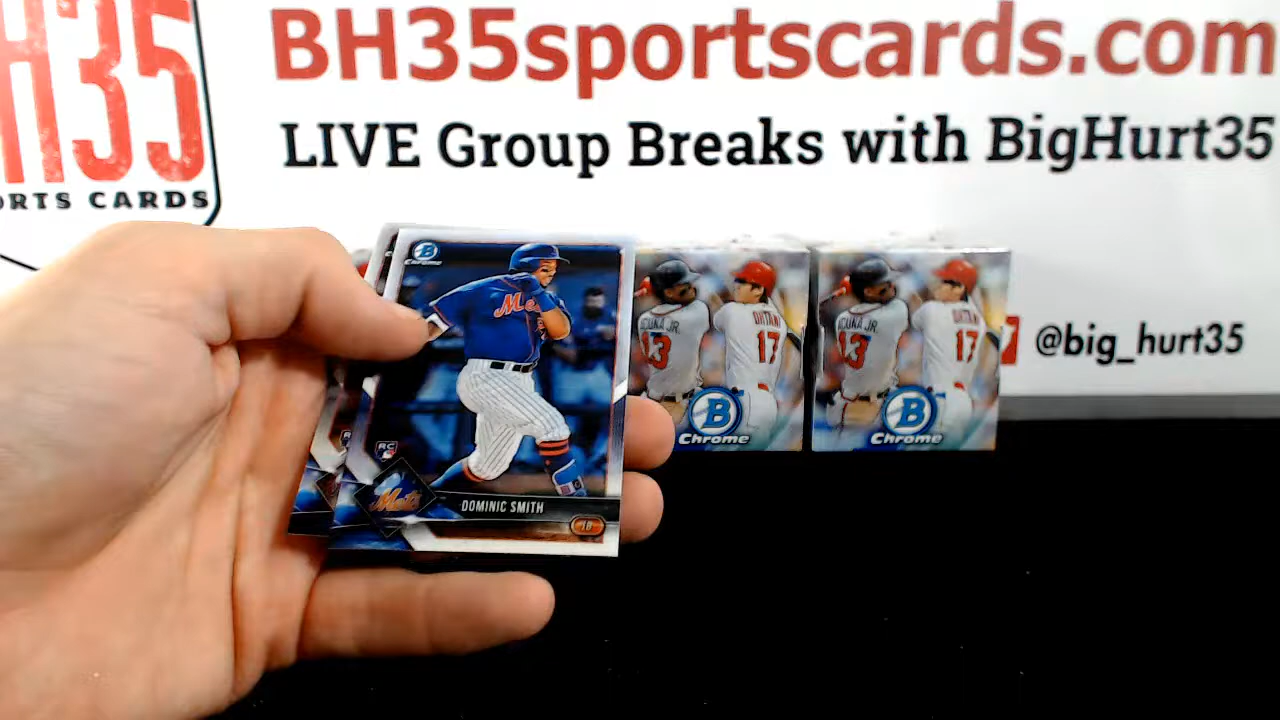 BH35sportscards.com
LIVE Group Breaks with BigHurt35
H35
ORTS CARDS
@big_hurt35
B
Chrome
Mets
RC
Mets
DOMINIC SMITH
1B
ACUNA JR.
13
OHTANI
17
B
Chrome
ACUNA JR.
13
OHTANI
17
B
Chrome